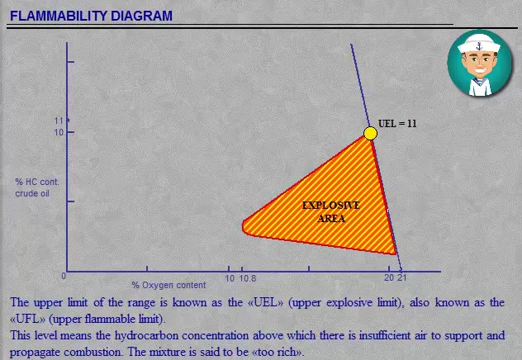 FLAMMABILITY DIAGRAM
UEL = 11
11
10
% HC cont.
crude oil
EXPLOSIVE
AREA
0
10 10.8
20 21
% Oxygen content
The upper limit of the range is known as the «UEL» (upper explosive limit), also known as the
«UFL» (upper flammable limit).
This level means the hydrocarbon concentration above which there is insufficient air to support and
propagate combustion. The mixture is said to be «too rich».